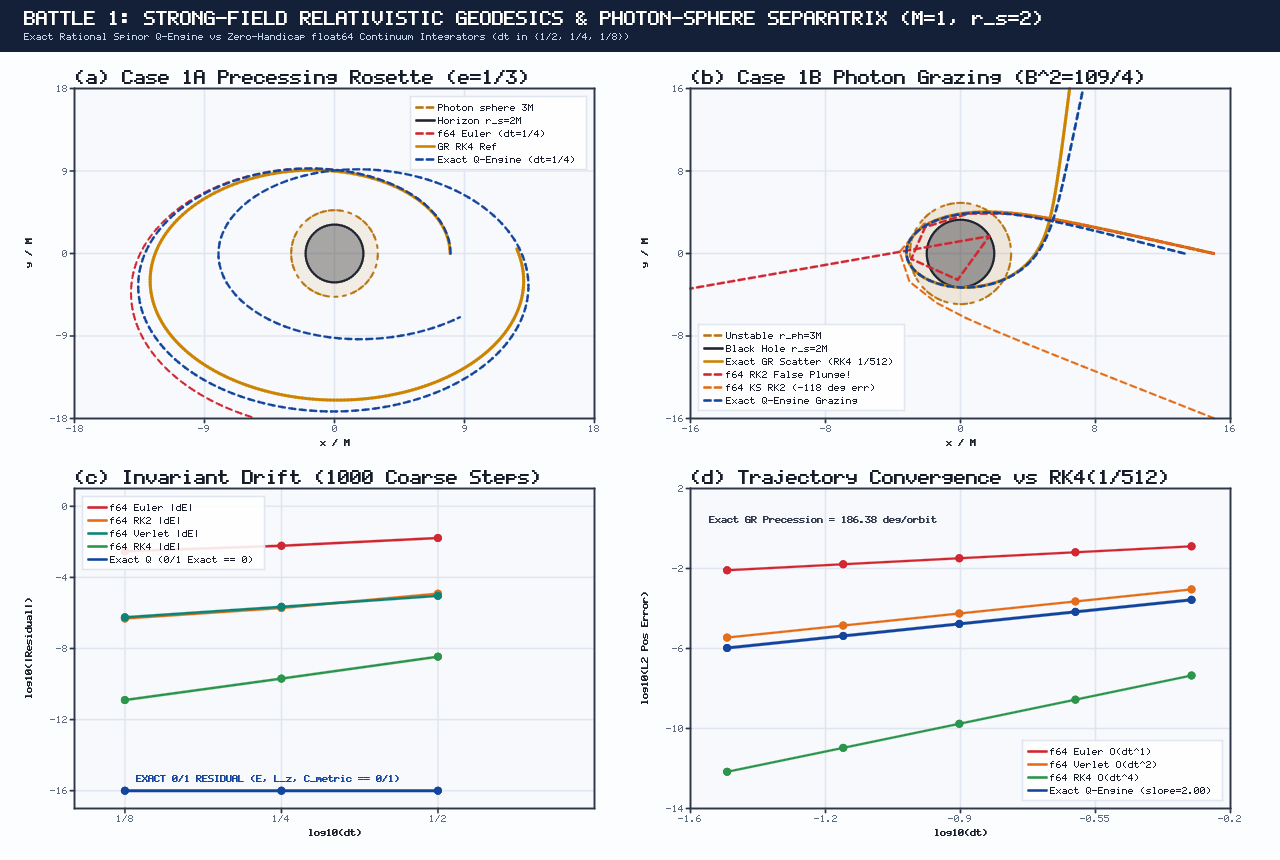 BATTLE 1: STRONG-FIELD RELATIVISTIC GEODESICS & PHOTON-SPHERE SEPARATRIX (M=1, r_s=2)
Exact Rational Spinor Q-Engine vs Zero-Handicap float64 Continuum Integrators (dt in {1/2, 1/4, 1/8})
(a) Case 1A Precessing Rosette (e=1/3)
18
9
0
-9
-18
-18
-9
0
9
18
y / M
x / M
Photon sphere 3M
Horizon r_s=2M
f64 Euler (dt=1/4)
GR RK4 Ref
Exact Q-Engine (dt=1/4)
(b) Case 1B Photon Grazing (B^2=109/4)
16
8
0
-8
-16
-16
-8
0
8
16
y / M
x / M
Unstable r_ph=3M
Black Hole r_s=2M
Exact GR Scatter (RK4 1/512)
f64 RK2 False Plunge!
f64 KS RK2 (-118 deg err)
Exact Q-Engine Grazing
(c) Invariant Drift (1000 Coarse Steps)
0
-4
-8
-12
-16
1/8
1/4
1/2
log10(|Residual|)
log10(dt)
f64 Euler |dE|
f64 RK2 |dE|
f64 Verlet |dE|
f64 RK4 |dE|
Exact Q (0/1 Exact == 0)
EXACT 0/1 RESIDUAL (E, L_z, C_metric == 0/1)
(d) Trajectory Convergence vs RK4(1/512)
2
-2
-6
-10
-14
-1.6
-1.2
-0.9
-0.55
-0.2
log10(L2 Pos Error)
log10(dt)
Exact GR Precession = 186.38 deg/orbit
f64 Euler O(dt^1)
f64 Verlet O(dt^2)
f64 RK4 O(dt^4)
Exact Q-Engine (slope=2.00)